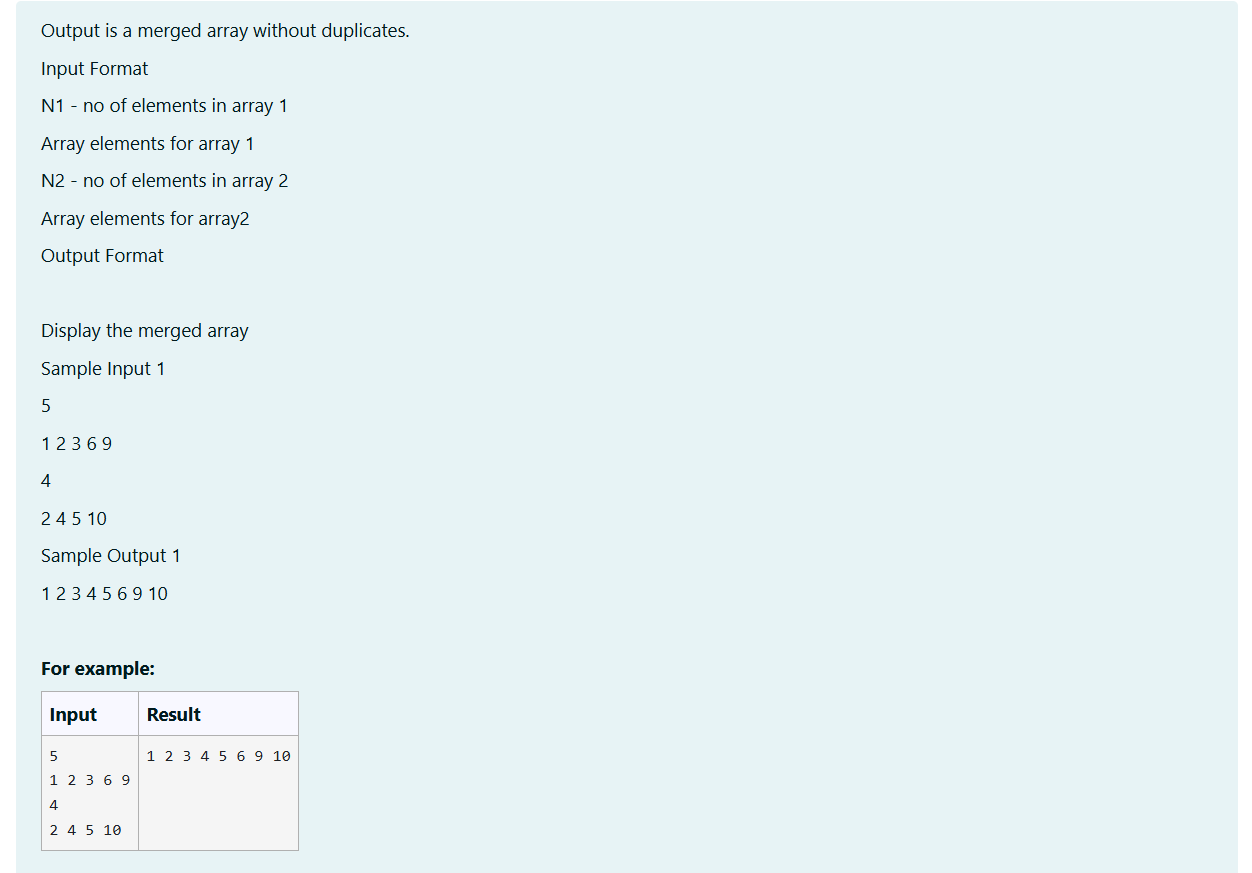 Output is a merged array without duplicates.
Input Format
N1 - no of elements in array 1
Array elements for array 1
N2 - no of elements in array 2
Array elements for array2
Output Format
Display the merged array
Sample Input 1
5
1 2 3 6 9
4
2 4 5 10
Sample Output 1
1 2 3 4 5 6 9 10
For example:
Input Result
5 1 2 3 4 5 6 9 10
1 2 3 6 9
4
2 4 5 10